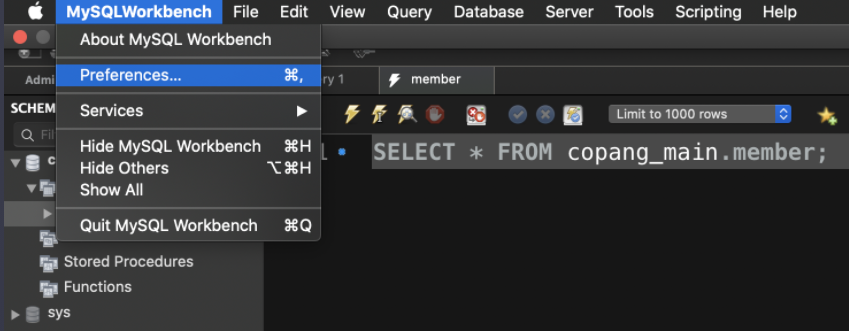 MySQLWorkbench File Edit View Query Database Server Tools Scripting Help
About MySQL Workbench
Preferences... ⌘,
Services ▶
Hide MySQL Workbench ⌘H
Hide Others ⌥⌘H
Show All
Quit MySQL Workbench ⌘Q
Admi
ry 1
member
SCHEM
Limit to 1000 rows
Fil
c
SELECT * FROM copang_main.member;
Stored Procedures
Functions
sys